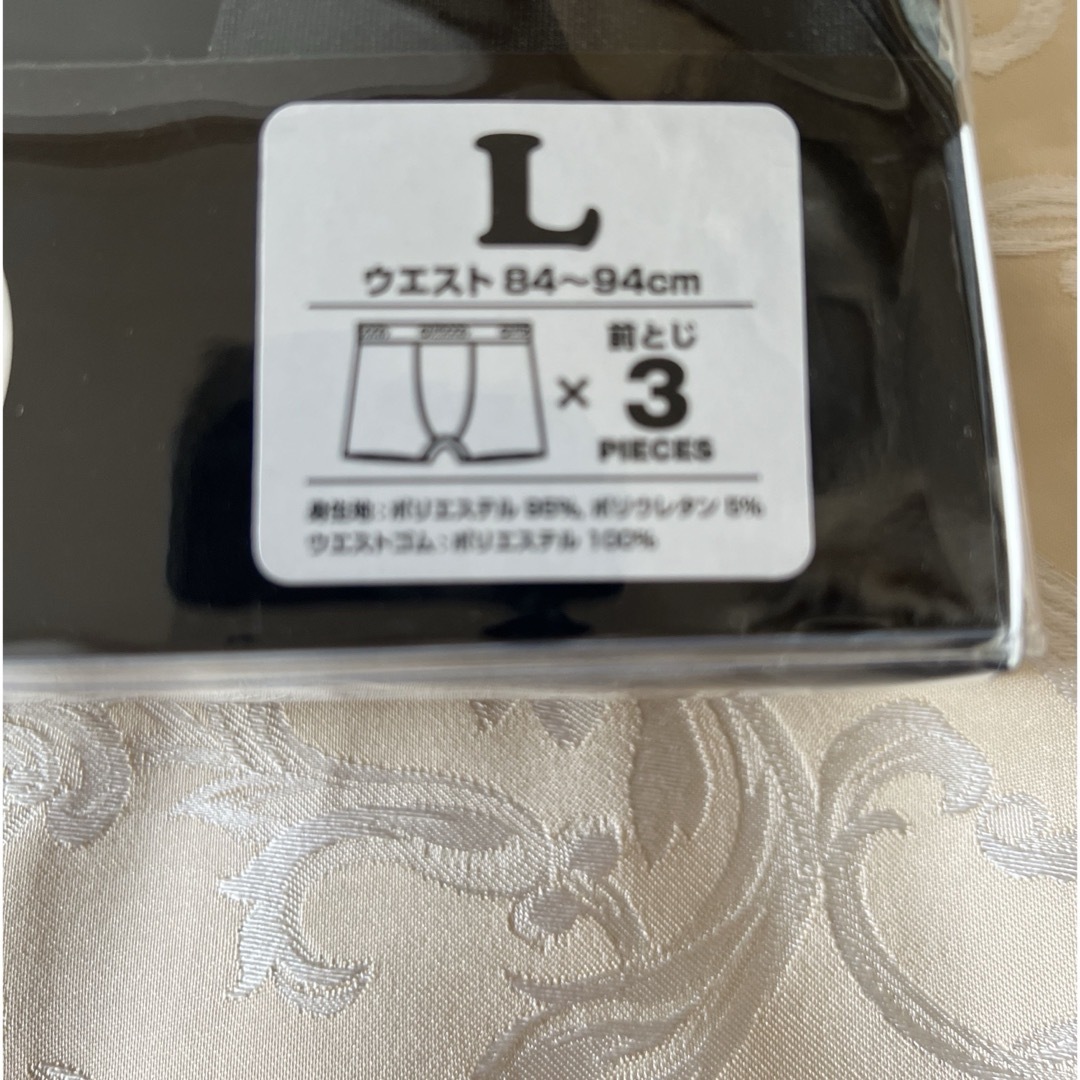 L
ウエスト 84〜94cm
前とじ
× 3
PIECES
身生地 : ポリエステル 95%, ポリウレタン 5%
ウエストゴム : ポリエステル 100%